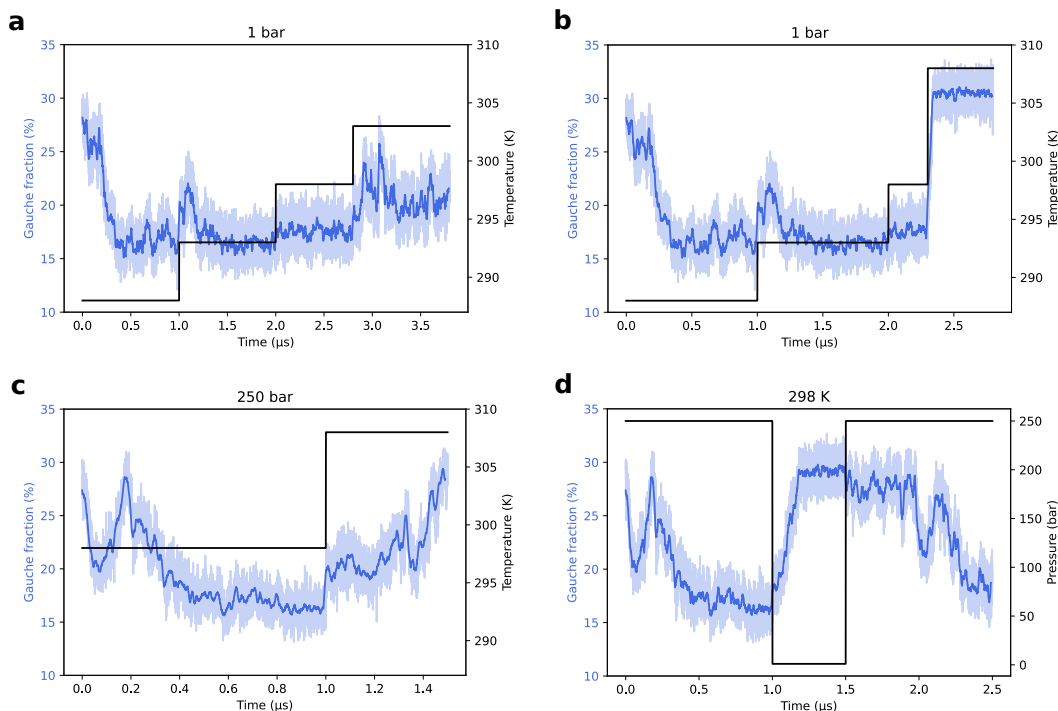 a
1 bar
35
30
25
20
15
10
Gauche fraction (%)
310
305
300
295
290
Temperature (K)
0.0 0.5 1.0 1.5 2.0 2.5 3.0 3.5
Time (µs)
b
1 bar
35
30
25
20
15
10
Gauche fraction (%)
310
305
300
295
290
Temperature (K)
0.0 0.5 1.0 1.5 2.0 2.5
Time (µs)
c
250 bar
35
30
25
20
15
10
Gauche fraction (%)
310
305
300
295
290
Temperature (K)
0.0 0.2 0.4 0.6 0.8 1.0 1.2 1.4
Time (µs)
d
298 K
35
30
25
20
15
10
Gauche fraction (%)
250
200
150
100
50
0
Pressure (bar)
0.0 0.5 1.0 1.5 2.0 2.5
Time (µs)